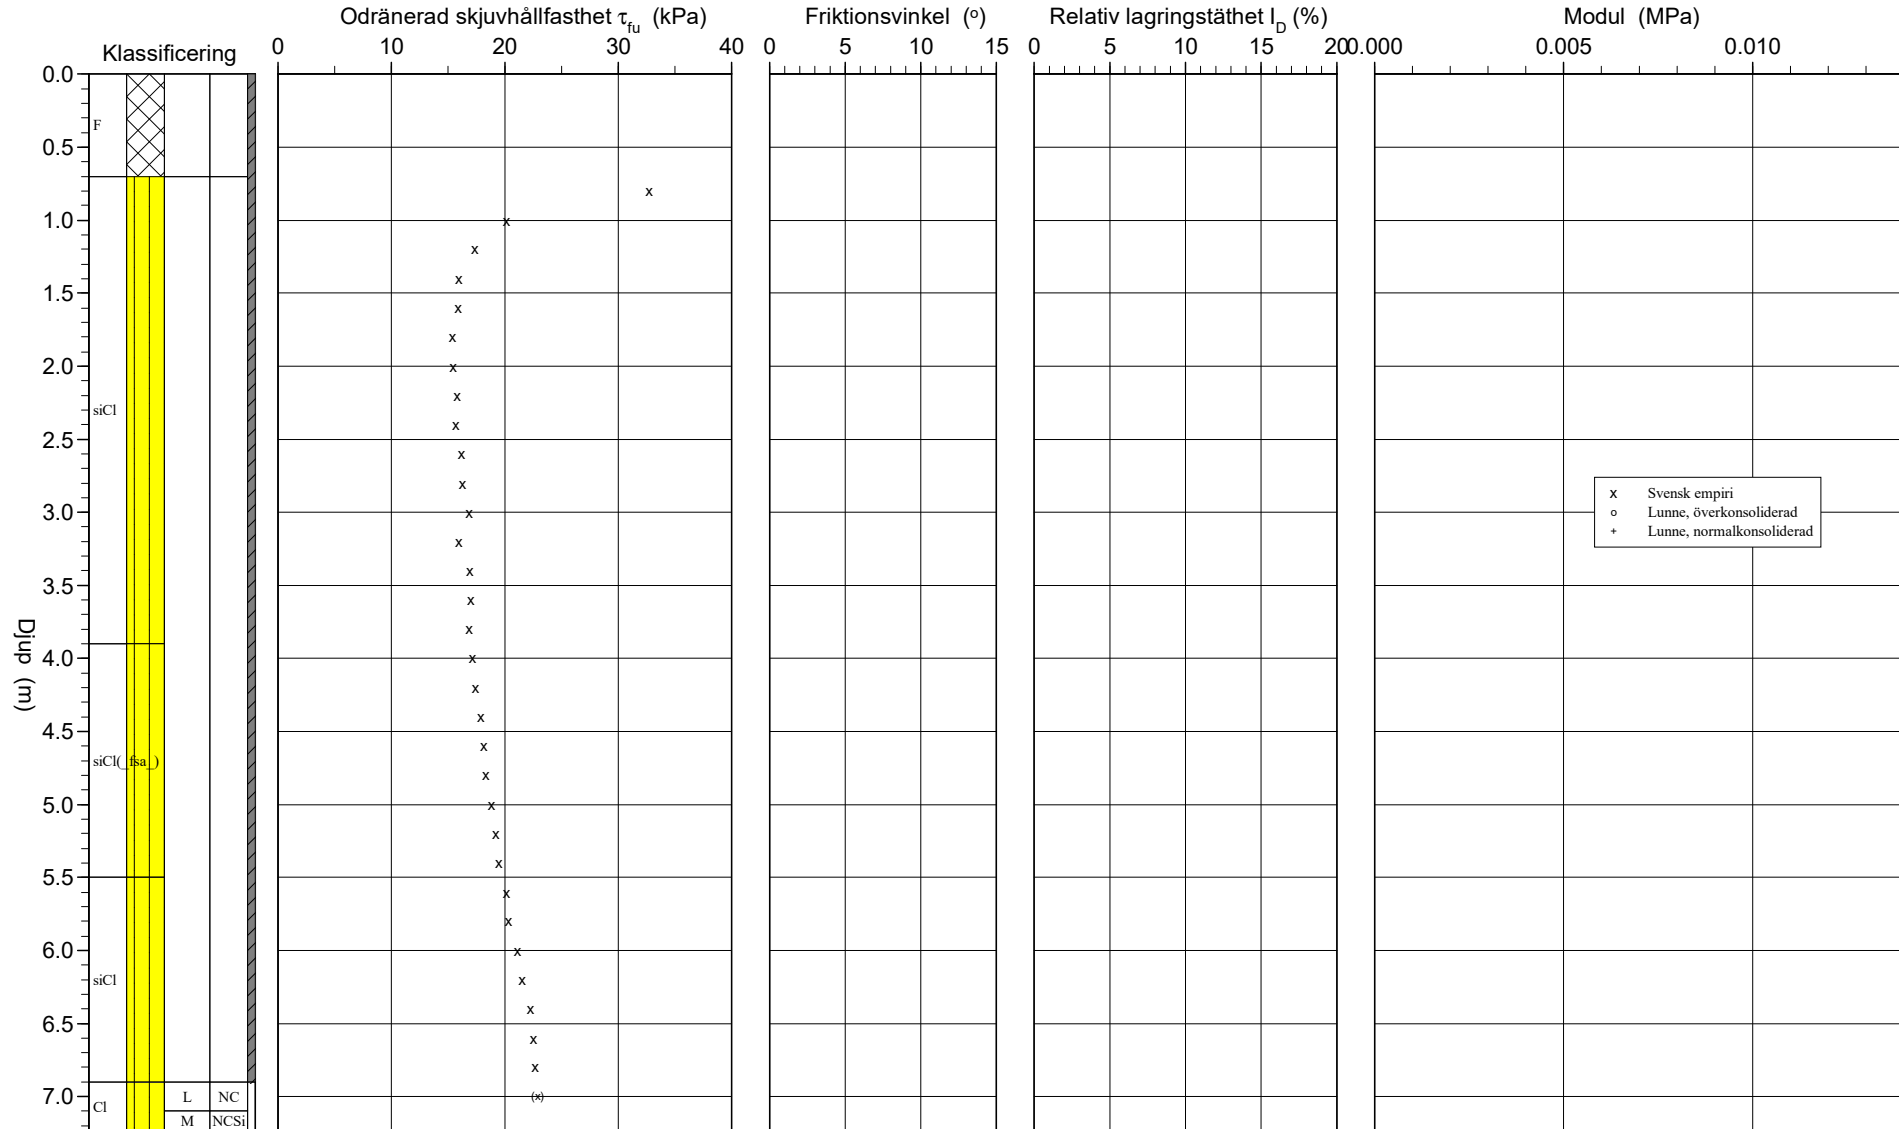 Odränerad skjuvhållfasthet τfu (kPa)
Friktionsvinkel (o)
Relativ lagringstäthet ID (%)
Modul (MPa)
Klassificering
0 10 20 30 40
0 5 10 15
0 5 10 15 20
0.000 0.005 0.010
Djup (m)
0.0
0.5
1.0
1.5
2.0
2.5
3.0
3.5
4.0
4.5
5.0
5.5
6.0
6.5
7.0
F
siCl
siCl(_fsa_)
siCl
Cl
L NC
M NCSi
x Svensk empiri
o Lunne, överkonsoliderad
+ Lunne, normalkonsoliderad
(x)